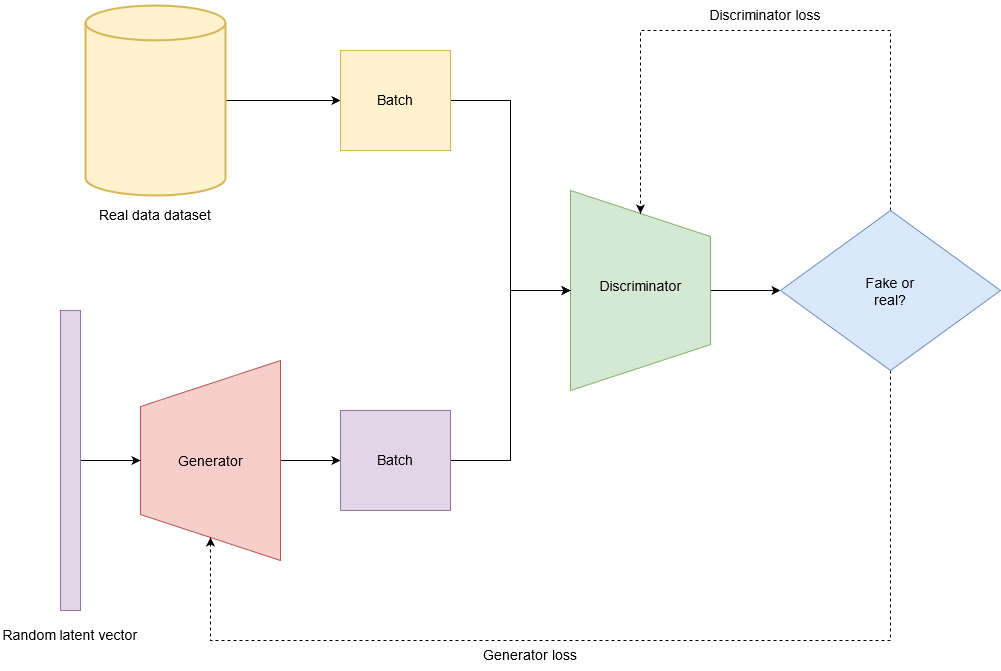 Discriminator loss
Batch
Real data dataset
Discriminator
Fake or
real?
Generator
Batch
Random latent vector
Generator loss